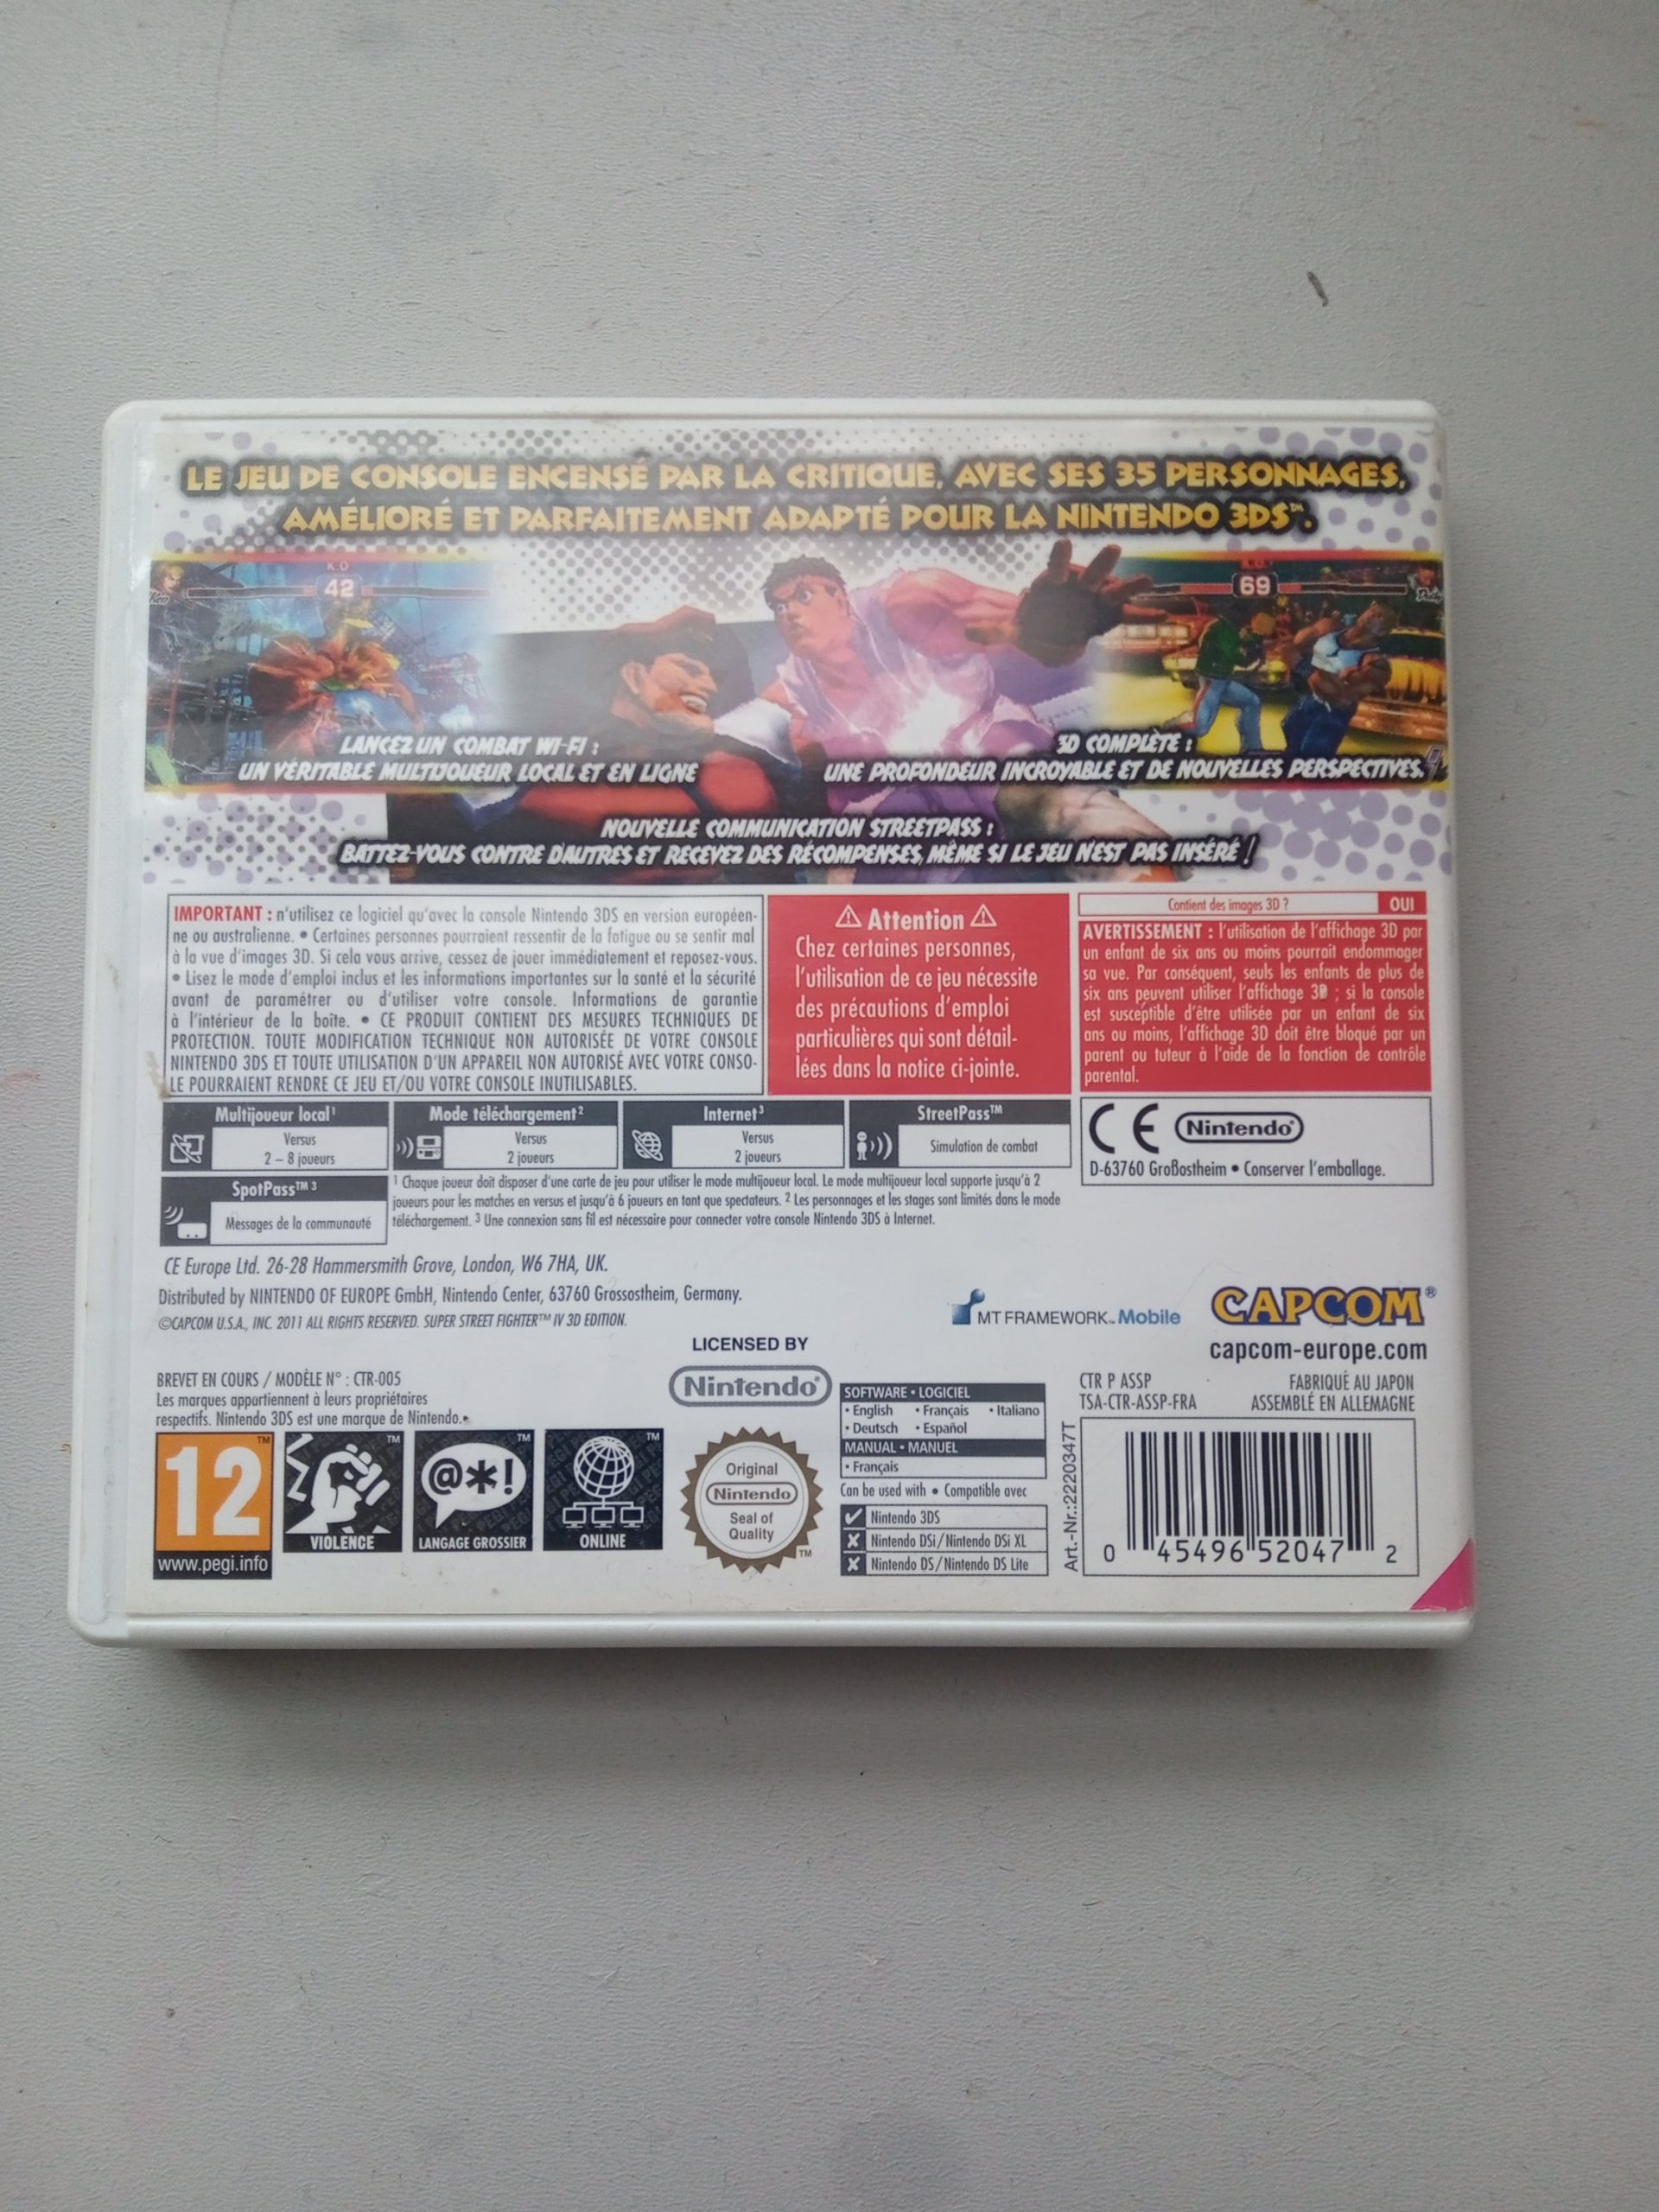 LE JEU DE CONSOLE ENCENSÉ PAR LA CRITIQUE, AVEC SES 35 PERSONNAGES,
AMÉLIORÉ ET PARFAITEMENT ADAPTÉ POUR LA NINTENDO 3DS™.
K.O
42
Ken
K.O
69
Dudley
LANCEZ UN COMBAT WI-FI :
UN VÉRITABLE MULTIJOUEUR LOCAL ET EN LIGNE
3D COMPLÈTE :
UNE PROFONDEUR INCROYABLE ET DE NOUVELLES PERSPECTIVES.
NOUVELLE COMMUNICATION STREETPASS :
BATTEZ-VOUS CONTRE D'AUTRES ET RECEVEZ DES RÉCOMPENSES, MÊME SI LE JEU N'EST PAS INSÉRÉ !
IMPORTANT : n'utilisez ce logiciel qu'avec la console Nintendo 3DS en version européen-
ne ou australienne. • Certaines personnes pourraient ressentir de la fatigue ou se sentir mal
à la vue d'images 3D. Si cela vous arrive, cessez de jouer immédiatement et reposez-vous.
• Lisez le mode d'emploi inclus et les informations importantes sur la santé et la sécurité
avant de paramétrer ou d'utiliser votre console. Informations de garantie
à l'intérieur de la boîte. • CE PRODUIT CONTIENT DES MESURES TECHNIQUES DE
PROTECTION. TOUTE MODIFICATION TECHNIQUE NON AUTORISÉE DE VOTRE CONSOLE
NINTENDO 3DS ET TOUTE UTILISATION D'UN APPAREIL NON AUTORISÉ AVEC VOTRE CONSO-
LE POURRAIENT RENDRE CE JEU ET/OU VOTRE CONSOLE INUTILISABLES.
⚠ Attention ⚠
Chez certaines personnes,
l'utilisation de ce jeu nécessite
des précautions d'emploi
particulières qui sont détail-
lées dans la notice ci-jointe.
Contient des images 3D ? OUI
AVERTISSEMENT : l'utilisation de l'affichage 3D par
un enfant de six ans ou moins pourrait endommager
sa vue. Par conséquent, seuls les enfants de plus de
six ans peuvent utiliser l'affichage 3D ; si la console
est susceptible d'être utilisée par un enfant de six
ans ou moins, l'affichage 3D doit être bloqué par un
parent ou tuteur à l'aide de la fonction de contrôle
parental.
Multijoueur local¹
Versus
2 – 8 joueurs
Mode téléchargement²
Versus
2 joueurs
Internet³
Versus
2 joueurs
StreetPass™
Simulation de combat
CE Nintendo®
D-63760 Großostheim • Conserver l'emballage.
SpotPass™ ³
Messages de la communauté
¹ Chaque joueur doit disposer d'une carte de jeu pour utiliser le mode multijoueur local. Le mode multijoueur local supporte jusqu'à 2
joueurs pour les matches en versus et jusqu'à 6 joueurs en tant que spectateurs. ² Les personnages et les stages sont limités dans le mode
téléchargement. ³ Une connexion sans fil est nécessaire pour connecter votre console Nintendo 3DS à Internet.
CE Europe Ltd. 26-28 Hammersmith Grove, London, W6 7HA, UK.
Distributed by NINTENDO OF EUROPE GmbH, Nintendo Center, 63760 Grossostheim, Germany.
©CAPCOM U.S.A., INC. 2011 ALL RIGHTS RESERVED. SUPER STREET FIGHTER™ IV 3D EDITION.
MT FRAMEWORK™ Mobile
CAPCOM®
capcom-europe.com
LICENSED BY
Nintendo®
BREVET EN COURS / MODÈLE N° : CTR-005
Les marques appartiennent à leurs propriétaires
respectifs. Nintendo 3DS est une marque de Nintendo.
12™
www.pegi.info
VIOLENCE
™
@*!
LANGAGE GROSSIER
™
ONLINE
™
Original
Nintendo
Seal of
Quality
™
SOFTWARE • LOGICIEL
• English • Français • Italiano
• Deutsch • Español
MANUAL • MANUEL
• Français
Can be used with • Compatible avec
Nintendo 3DS
Nintendo DSi/Nintendo DSi XL
Nintendo DS/Nintendo DS Lite
CTR P ASSP
TSA-CTR-ASSP-FRA
FABRIQUÉ AU JAPON
ASSEMBLÉ EN ALLEMAGNE
Art.-Nr.:2220347T
0 45496 52047 2